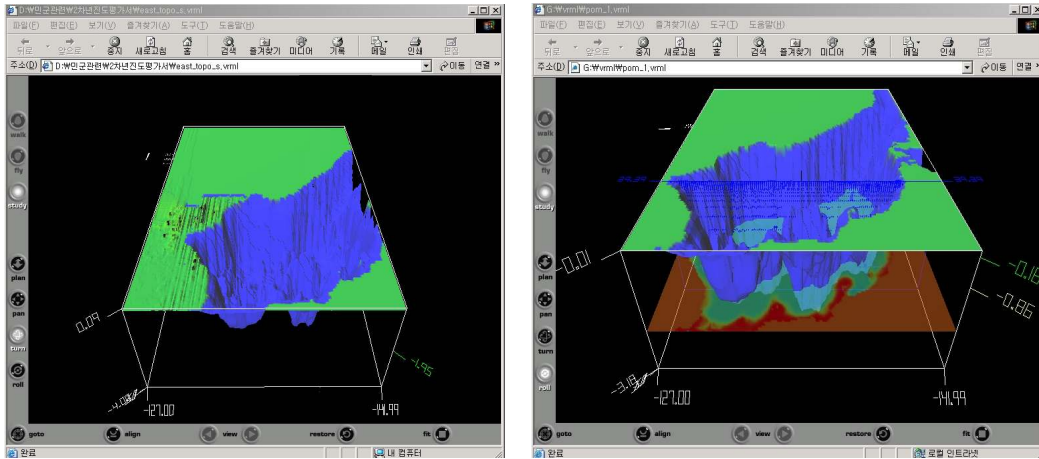 D:\민군관련\2차년진도평가서\east_topo_s.vrml
파일(F) 편집(E) 보기(V) 즐겨찾기(A) 도구(T) 도움말(H)
뒤로 앞으로 중지 새로고침 홈 검색 즐겨찾기 미디어 기록 메일 인쇄 편집
주소(D) D:\민군관련\2차년진도평가서\east_topo_s.vrml 이동 연결 »
walk
fly
study
plan
pan
turn
roll
0.09
-1.95
-127.00
-141.99
goto align view restore fit
완료 내 컴퓨터
G:\vrml\pom_1.vrml
파일(F) 편집(E) 보기(V) 즐겨찾기(A) 도구(T) 도움말(H)
뒤로 앞으로 중지 새로고침 홈 검색 즐겨찾기 미디어 기록 메일 인쇄 편집
주소(D) G:\vrml\pom_1.vrml 이동 연결 »
walk
fly
study
plan
pan
turn
roll
-0.01
-0.18
-0.86
-3.18
-127.00
-141.99
goto align view restore fit
완료 로컬 인트라넷